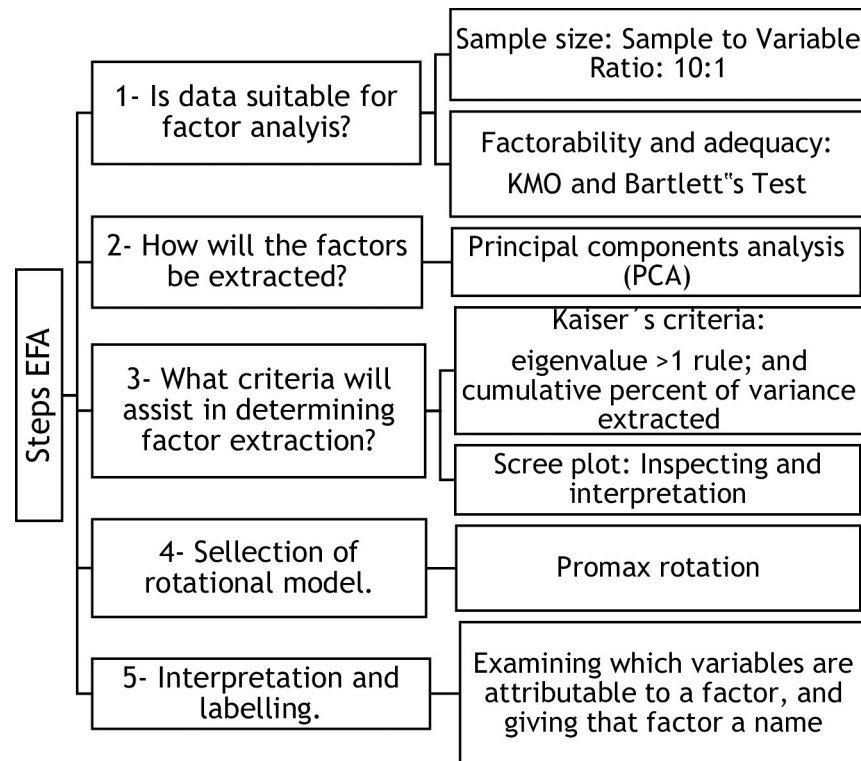 Steps EFA
1- Is data suitable for
factor analyis?
Sample size: Sample to Variable
Ratio: 10:1
Factorability and adequacy:
KMO and Bartlett‟s Test
2- How will the factors
be extracted?
Principal components analysis
(PCA)
3- What criteria will
assist in determining
factor extraction?
Kaiser´s criteria:
eigenvalue >1 rule; and
cumulative percent of variance
extracted
Scree plot: Inspecting and
interpretation
4- Sellection of
rotational model.
Promax rotation
5- Interpretation and
labelling.
Examining which variables are
attributable to a factor, and
giving that factor a name